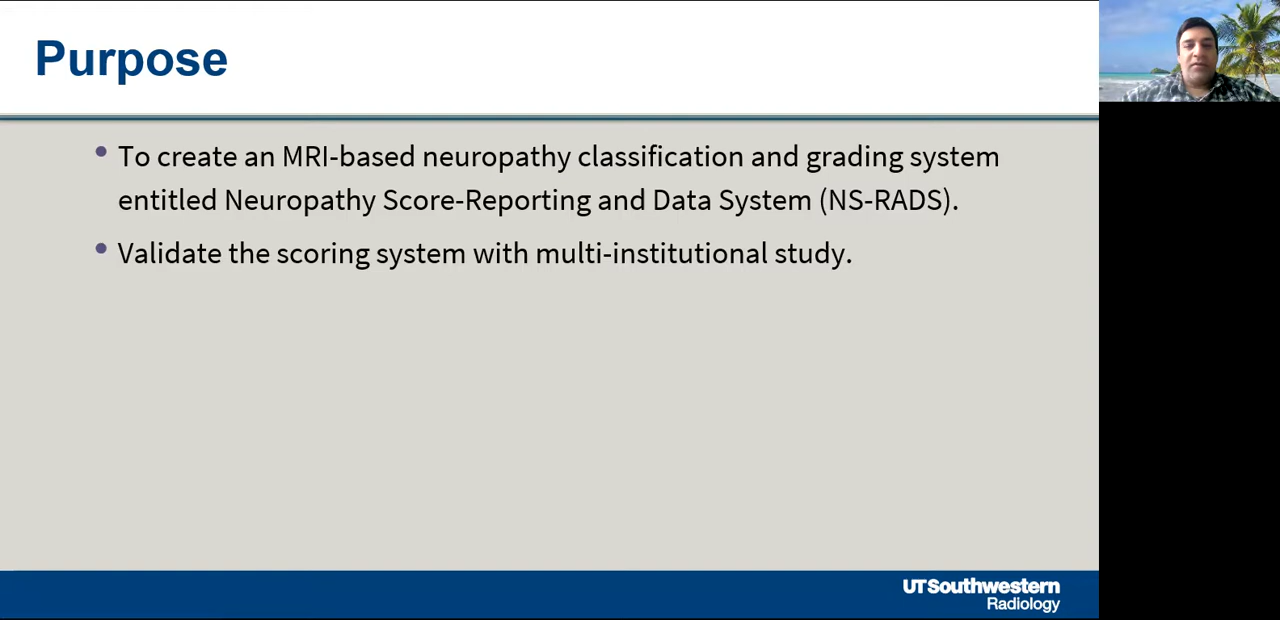 Purpose
• To create an MRI-based neuropathy classification and grading system
entitled Neuropathy Score-Reporting and Data System (NS-RADS).
• Validate the scoring system with multi-institutional study.
UTSouthwestern
Radiology